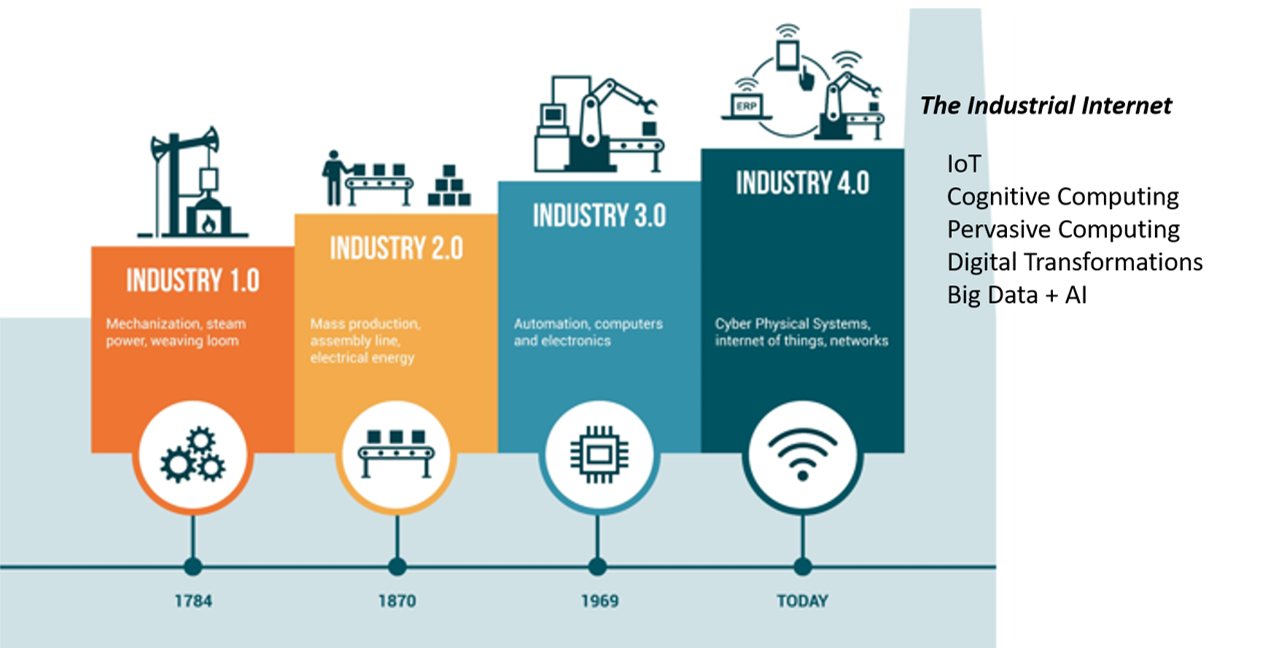 The Industrial Internet
ERP
IoT
INDUSTRY 4.0
Cognitive Computing
INDUSTRY 3.0
Pervasive Computing
INDUSTRY 2.0
Digital Transformations
INDUSTRY 1.0
Big Data + AI
Mechanization, steam
power, weaving loom
Mass production,
assembly line,
electrical energy
Automation, computers
and electronics
Cyber Physical Systems,
internet of things, networks
1784
1870
1969
TODAY